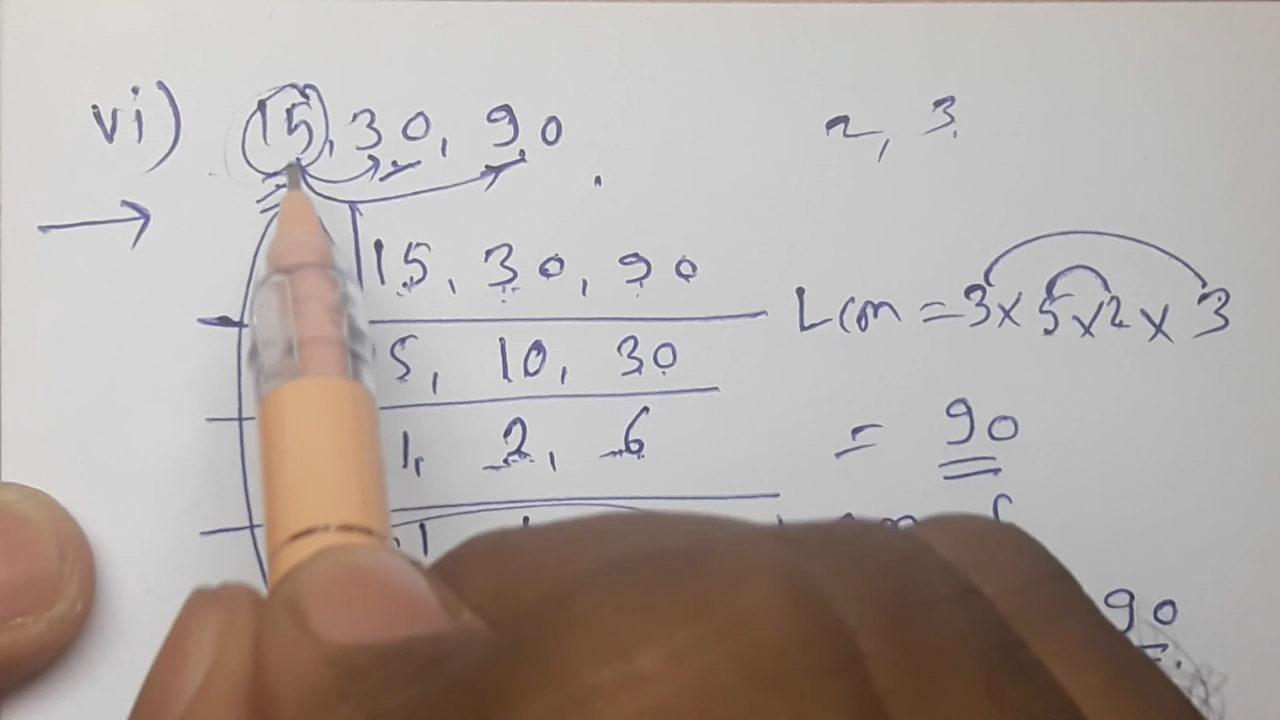 vi) 15, 30, 90
2, 3
15, 30, 90
5, 10, 30
1, 2, 6
Lcm = 3 x 5 x 2 x 3
= 90
90